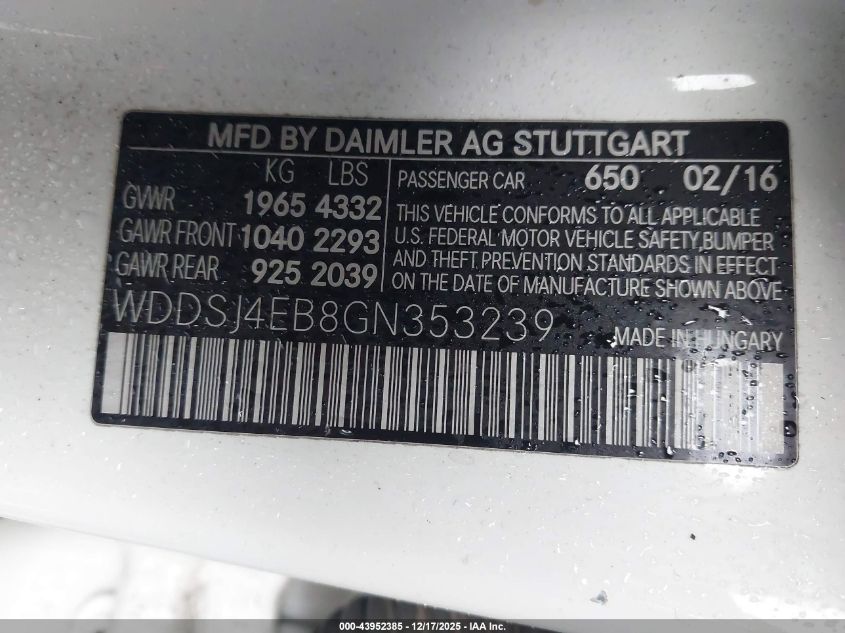 MFD BY DAIMLER AG STUTTGART
KG LBS
GVWR 1965 4332
GAWR FRONT 1040 2293
GAWR REAR 925 2039
PASSENGER CAR 650 02/16
THIS VEHICLE CONFORMS TO ALL APPLICABLE
U.S. FEDERAL MOTOR VEHICLE SAFETY,BUMPER
AND THEFT PREVENTION STANDARDS IN EFFECT
ON THE DATE OF MANUFACTURE SHOWN ABOVE
WDDSJ4EB8GN353239
MADE IN HUNGARY
000-43952385 - 12/17/2025 - IAA Inc.